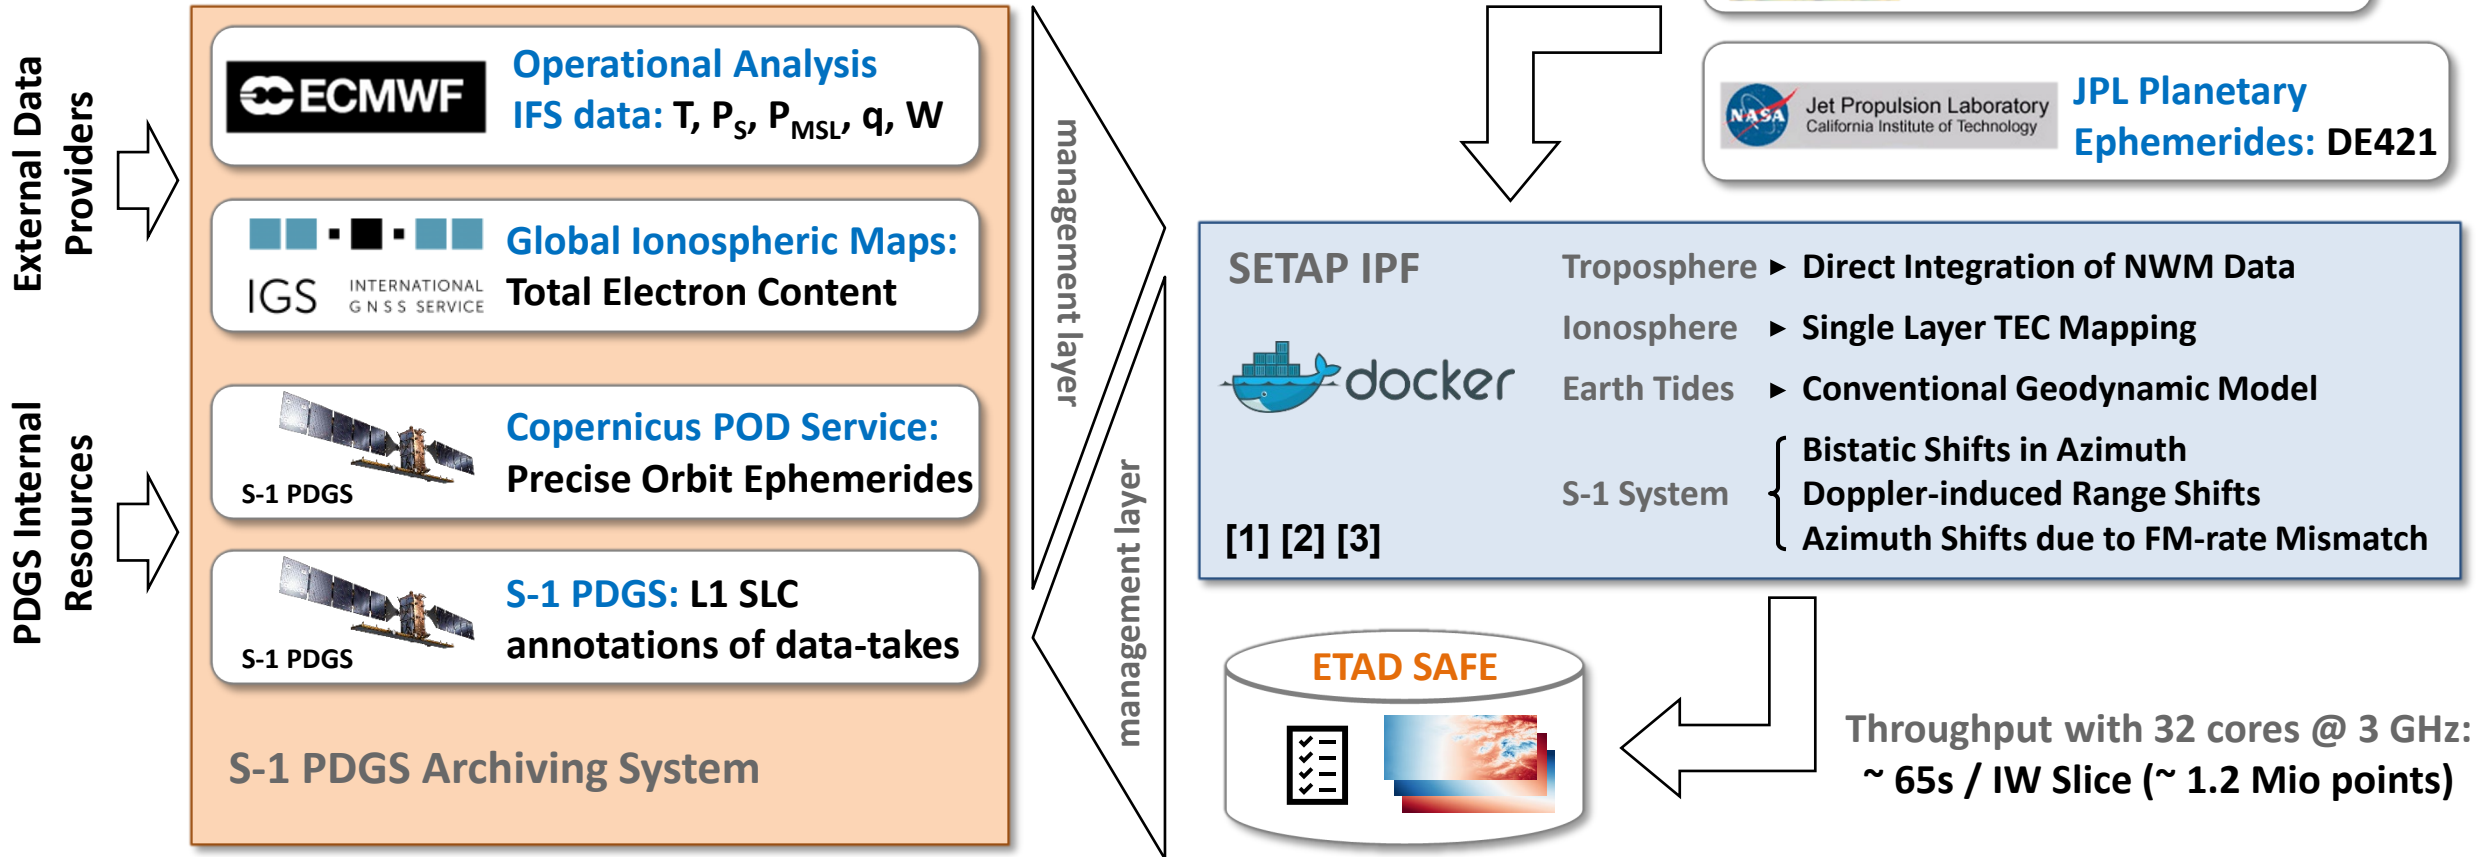 External Data
Providers
PDGS Internal
Resources
ECMWF
Operational Analysis
IFS data: T, PS, PMSL, q, W
IGS
INTERNATIONAL
GNSS SERVICE
Global Ionospheric Maps:
Total Electron Content
S-1 PDGS
Copernicus POD Service:
Precise Orbit Ephemerides
S-1 PDGS
S-1 PDGS: L1 SLC
annotations of data-takes
S-1 PDGS Archiving System
management layer
management layer
NASA
Jet Propulsion Laboratory
California Institute of Technology
JPL Planetary
Ephemerides: DE421
SETAP IPF
docker
[1] [2] [3]
Troposphere ► Direct Integration of NWM Data
Ionosphere ► Single Layer TEC Mapping
Earth Tides ► Conventional Geodynamic Model
S-1 System
Bistatic Shifts in Azimuth
Doppler-induced Range Shifts
Azimuth Shifts due to FM-rate Mismatch
ETAD SAFE
Throughput with 32 cores @ 3 GHz:
~ 65s / IW Slice (~ 1.2 Mio points)